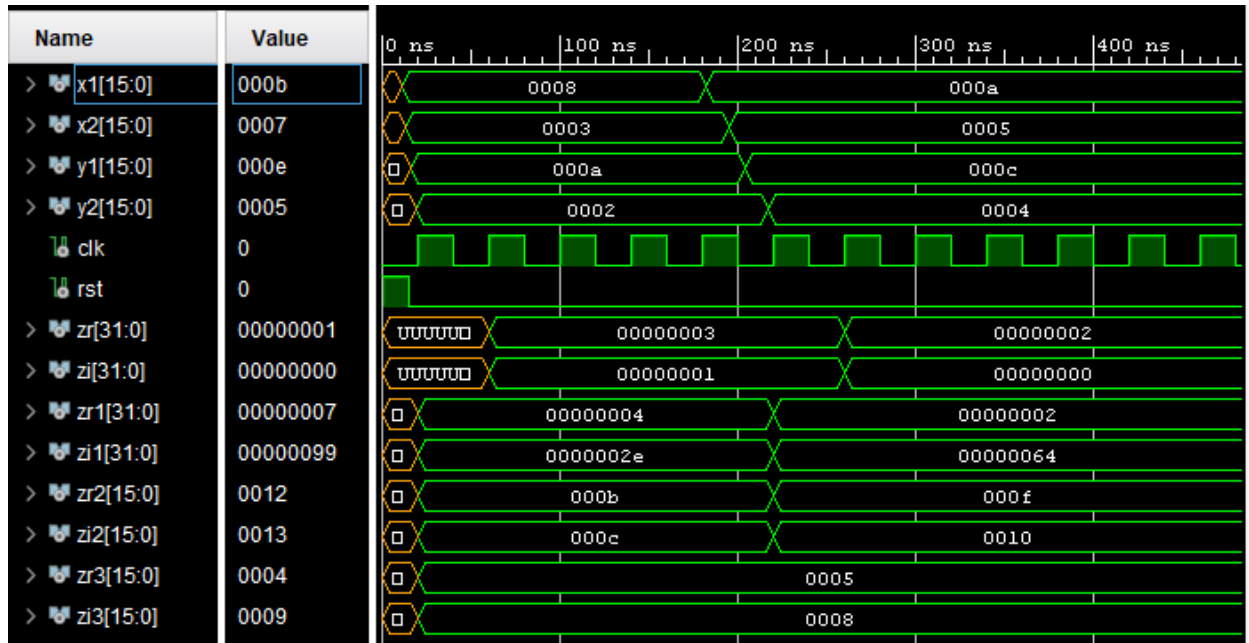 Name Value 0 ns 100 ns 200 ns 300 ns 400 ns
x1[15:0] 000b 0008 000a
x2[15:0] 0007 0003 0005
y1[15:0] 000e 000a 000c
y2[15:0] 0005 0002 0004
clk 0
rst 0
zr[31:0] 00000001 UUUUUU 00000003 00000002
zi[31:0] 00000000 UUUUUU 00000001 00000000
zr1[31:0] 00000007 00000004 00000002
zi1[31:0] 00000099 0000002e 00000064
zr2[15:0] 0012 000b 000f
zi2[15:0] 0013 000c 0010
zr3[15:0] 0004 0005
zi3[15:0] 0009 0008